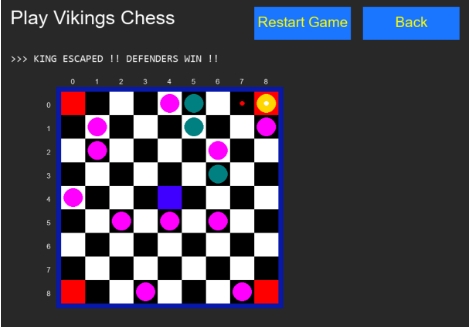 Play Vikings Chess
Restart Game
Back
>>> KING ESCAPED !! DEFENDERS WIN !!
0 1 2 3 4 5 6 7 8
0
1
2
3
4
5
6
7
8